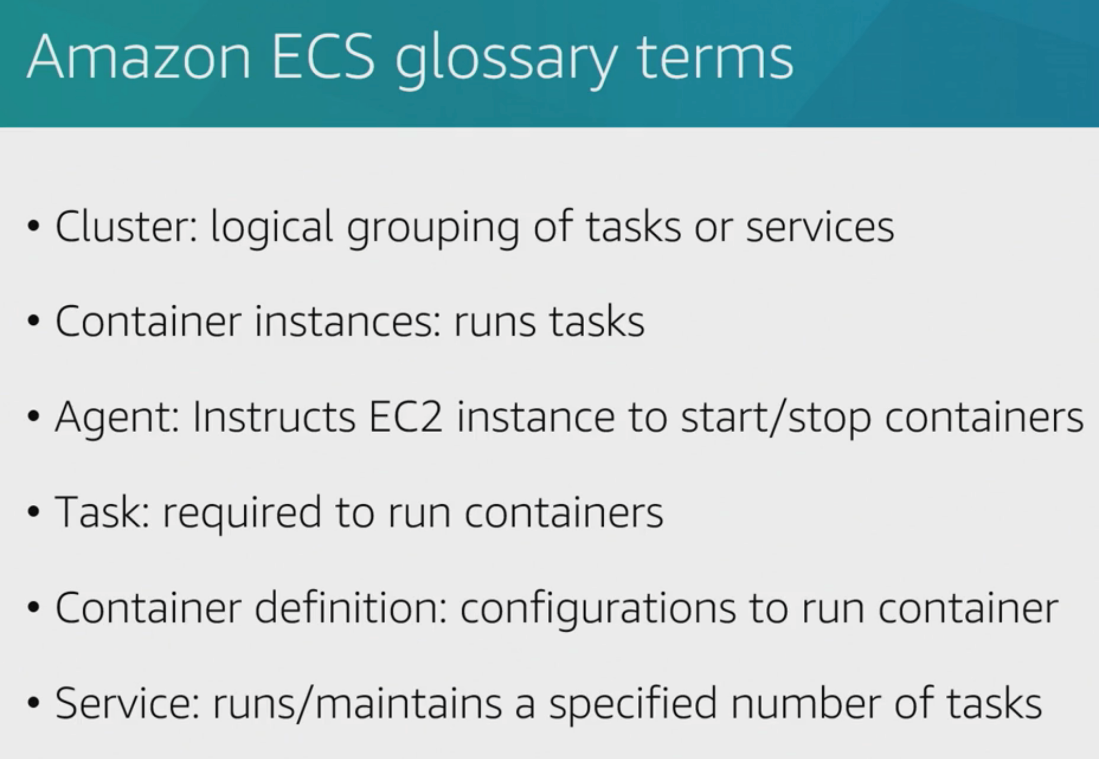 Amazon ECS glossary terms
• Cluster: logical grouping of tasks or services
• Container instances: runs tasks
• Agent: Instructs EC2 instance to start/stop containers
• Task: required to run containers
• Container definition: configurations to run container
• Service: runs/maintains a specified number of tasks